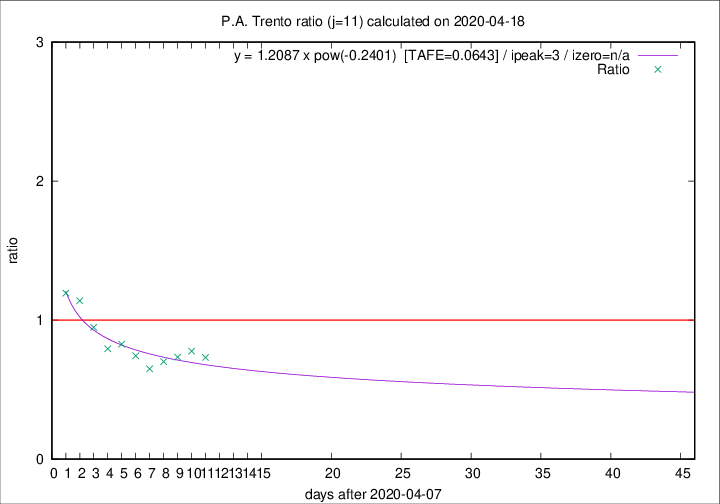 P.A. Trento ratio (j=11) calculated on 2020-04-18
y = 1.2087 x pow(-0.2401)  [TAFE=0.0643] / ipeak=3 / izero=n/a
Ratio
3
2
1
0
ratio
0 1 2 3 4 5 6 7 8 9 10 11 12 13 14 15 20 25 30 35 40 45
days after 2020-04-07